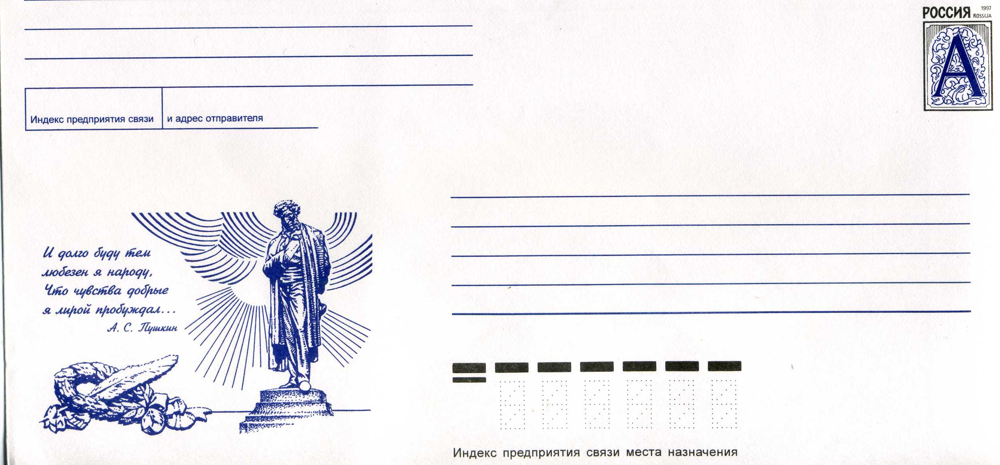 РОССИЯ 1997
ROSSIJA
А
Индекс предприятия связи и адрес отправителя
И долго буду тем
любезен я народу,
Что чувства добрые
я лирой пробуждал...
А. С. Пушкин
Индекс предприятия связи места назначения